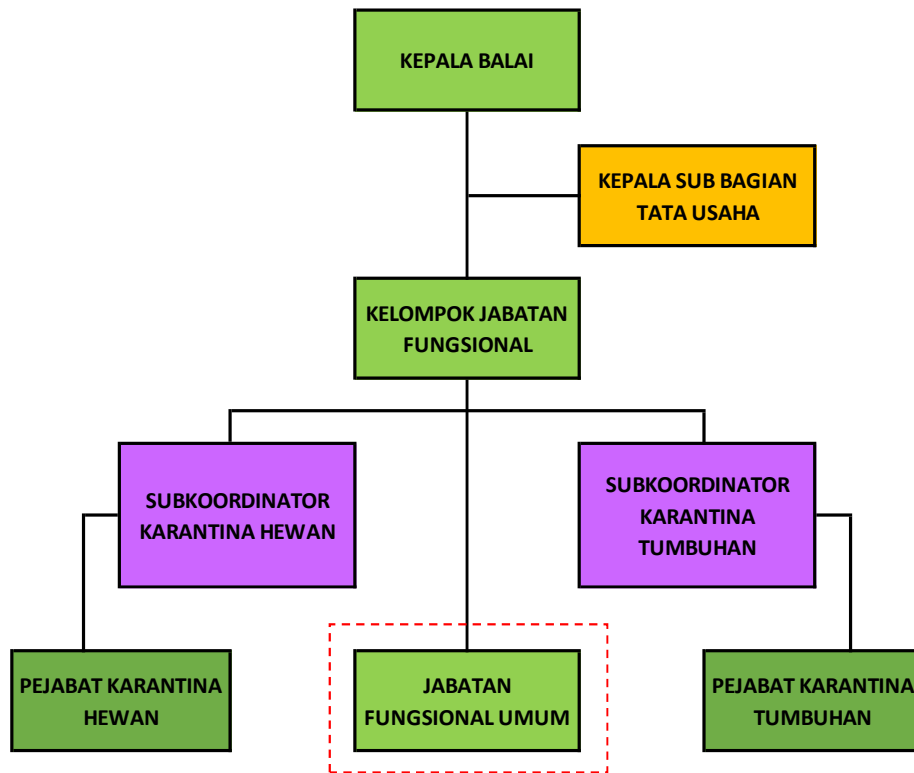 KEPALA BALAI
KEPALA SUB BAGIAN
TATA USAHA
KELOMPOK JABATAN
FUNGSIONAL
SUBKOORDINATOR
KARANTINA HEWAN
SUBKOORDINATOR
KARANTINA
TUMBUHAN
PEJABAT KARANTINA
HEWAN
JABATAN
FUNGSIONAL UMUM
PEJABAT KARANTINA
TUMBUHAN